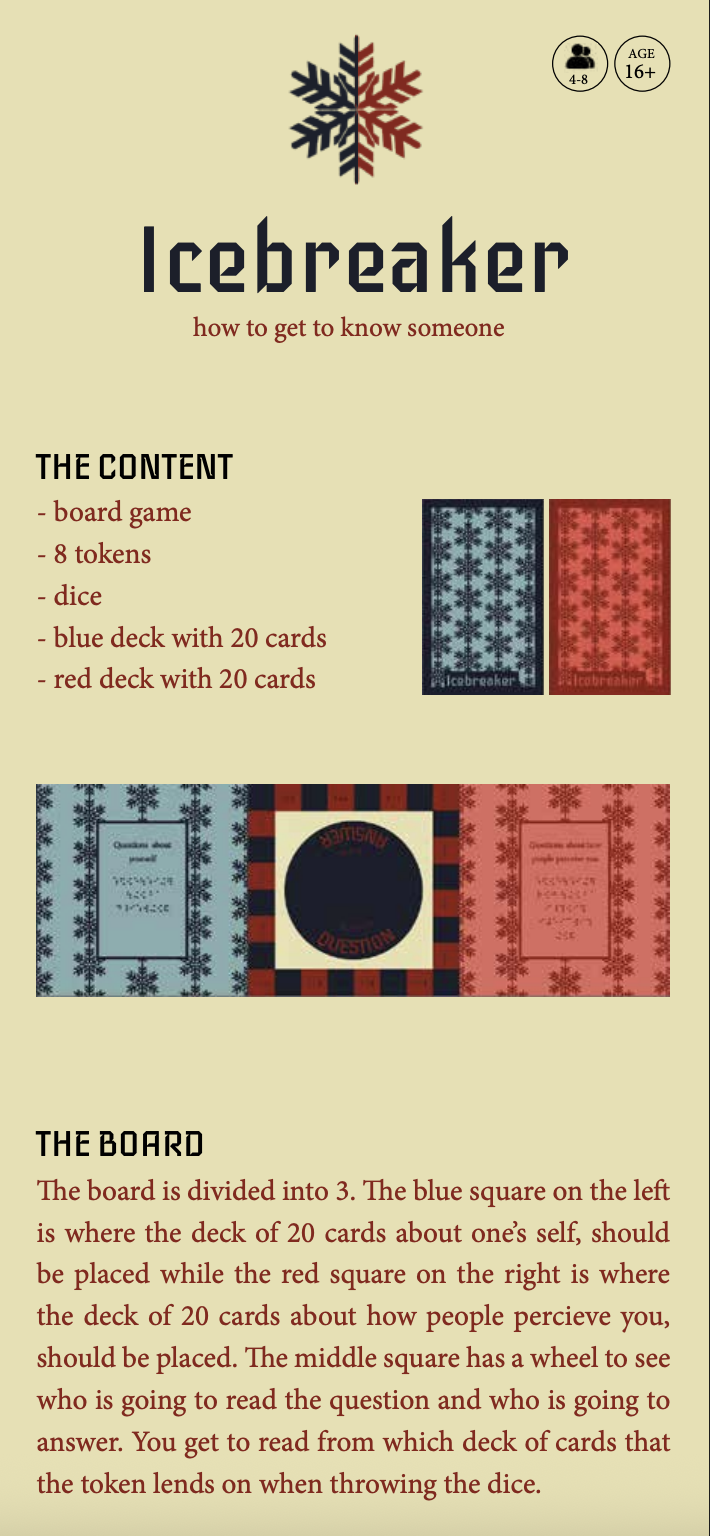 4-8
AGE
16+
Icebreaker
how to get to know someone
THE CONTENT
- board game
- 8 tokens
- dice
- blue deck with 20 cards
- red deck with 20 cards
Icebreaker
Icebreaker
Questions about
yourself
ANSWER
QUESTION
Questions about how
people perceive you
THE BOARD
The board is divided into 3. The blue square on the left
is where the deck of 20 cards about one’s self, should
be placed while the red square on the right is where
the deck of 20 cards about how people percieve you,
should be placed. The middle square has a wheel to see
who is going to read the question and who is going to
answer. You get to read from which deck of cards that
the token lends on when throwing the dice.